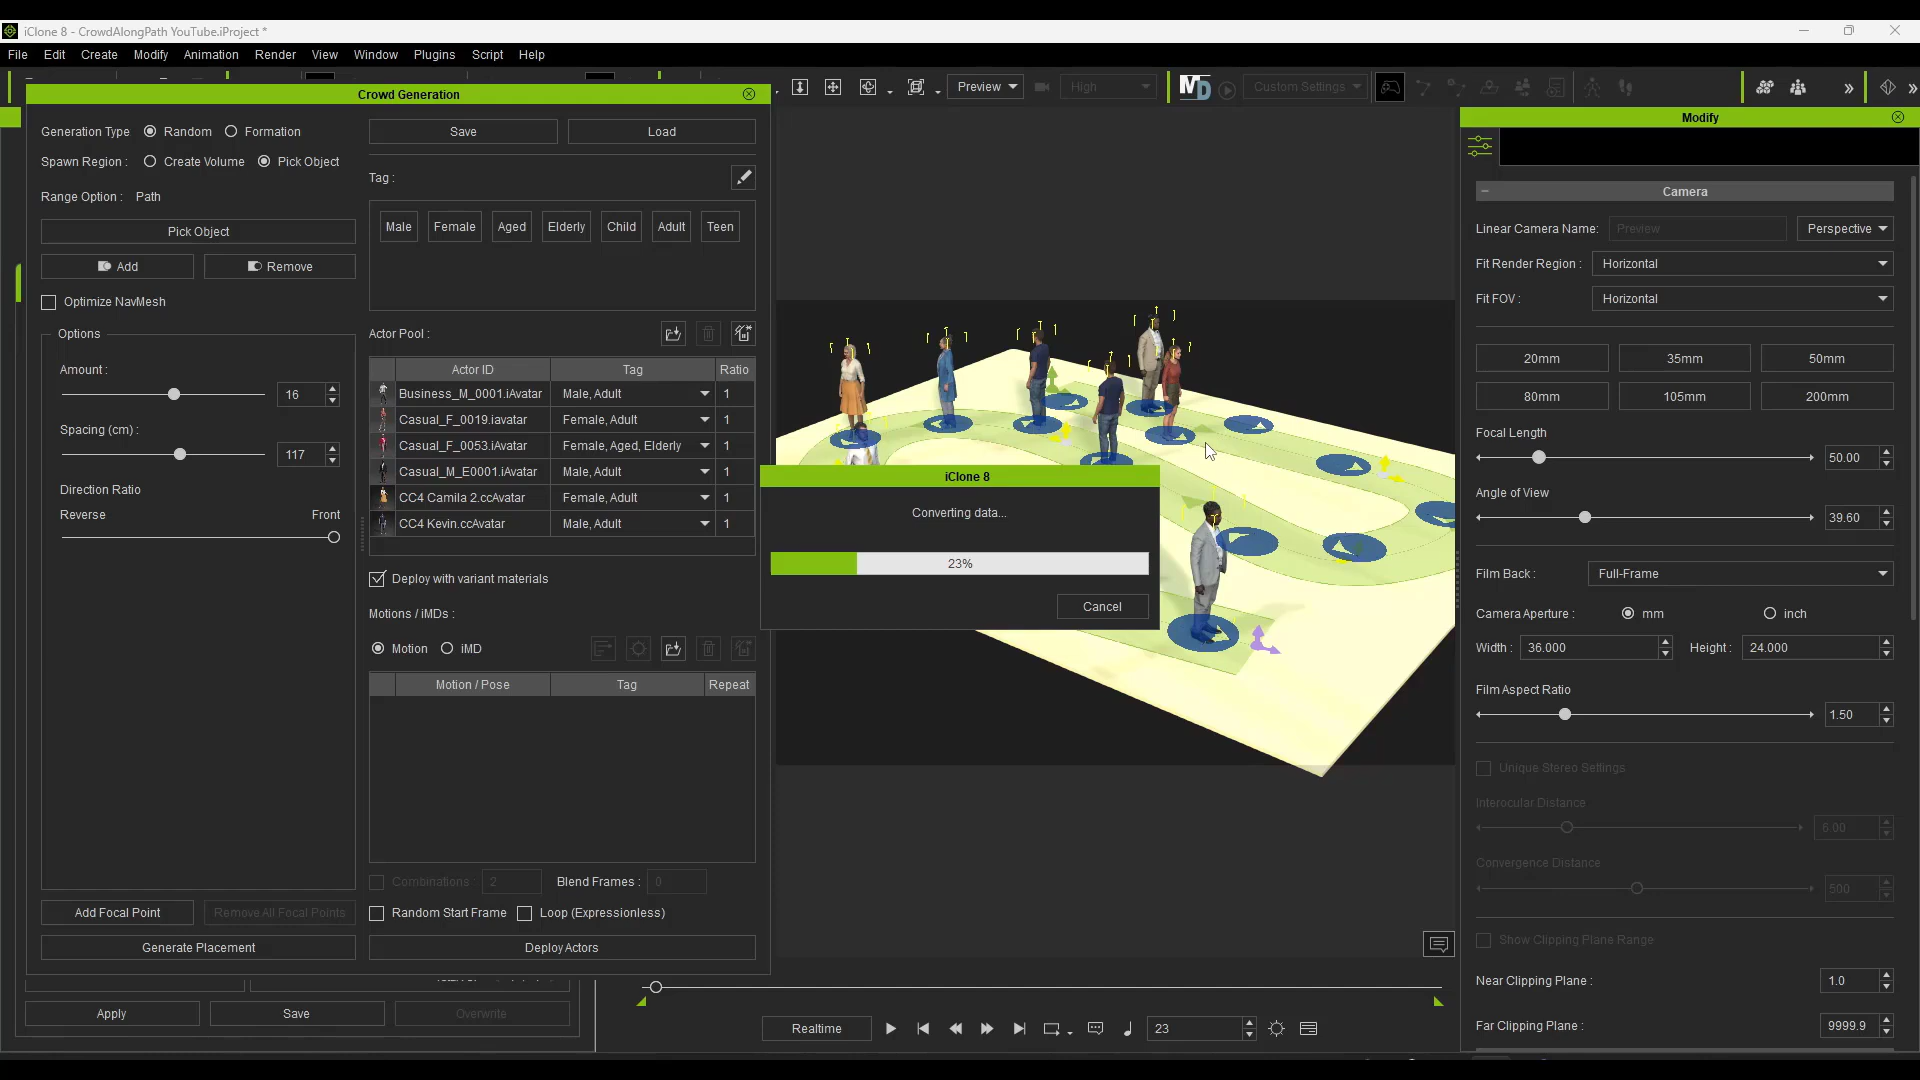 iClone 8 - CrowdAlongPath YouTube.iProject *
File Edit Create Modify Animation Render View Window Plugins Script Help
Preview High MD Custom Settings
Crowd Generation
Generation Type Random Formation
Spawn Region : Create Volume Pick Object
Range Option : Path
Pick Object
Add Remove
Optimize NavMesh
Options
Amount :
16
Spacing (cm) :
117
Direction Ratio
Reverse Front
Add Focal Point Remove All Focal Points
Generate Placement
Save Load
Tag :
Male Female Aged Elderly Child Adult Teen
Actor Pool :
Actor ID Tag Ratio
Business_M_0001.iAvatar Male, Adult 1
Casual_F_0019.iavatar Female, Adult 1
Casual_F_0053.iAvatar Female, Aged, Elderly 1
Casual_M_E0001.iAvatar Male, Adult 1
CC4 Camila 2.ccAvatar Female, Adult 1
CC4 Kevin.ccAvatar Male, Adult 1
Deploy with variant materials
Motions / iMDs :
Motion iMD
Motion / Pose Tag Repeat
Combinations : 2 Blend Frames : 0
Random Start Frame Loop (Expressionless)
Deploy Actors
Apply Save Overwrite
iClone 8
Converting data...
23%
Cancel
Realtime 23
Modify
Camera
Linear Camera Name: Preview Perspective
Fit Render Region : Horizontal
Fit FOV : Horizontal
20mm 35mm 50mm
80mm 105mm 200mm
Focal Length
50.00
Angle of View
39.60
Film Back : Full-Frame
Camera Aperture : mm inch
Width : 36.000 Height : 24.000
Film Aspect Ratio
1.50
Unique Stereo Settings
Interocular Distance
6.00
Convergence Distance
500
Show Clipping Plane Range
Near Clipping Plane : 1.0
Far Clipping Plane : 9999.9